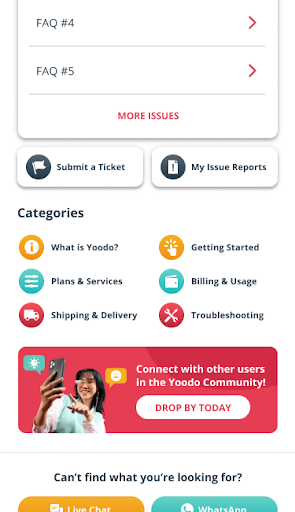 FAQ #4
FAQ #5
MORE ISSUES
Submit a Ticket
My Issue Reports
Categories
What is Yoodo?
Getting Started
Plans & Services
Billing & Usage
Shipping & Delivery
Troubleshooting
Connect with other users
in the Yoodo Community!
DROP BY TODAY
Can't find what you're looking for?
Live Chat
WhatsApp